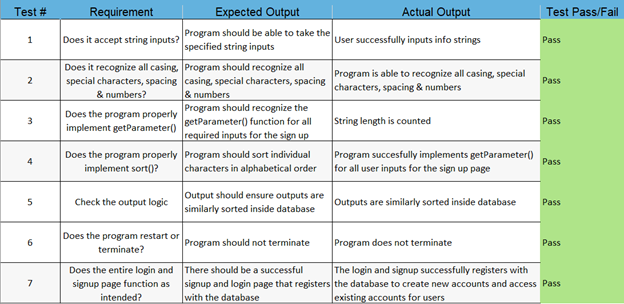 Test # Requirement Expected Output Actual Output Test Pass/Fail
1 Does it accept string inputs? Program should be able to take the specified string inputs User successfully inputs info strings Pass
2 Does it recognize all casing, special characters, spacing & numbers? Program should recognize all casing, special characters, spacing & numbers Program is able to recognize all casing, special characters, spacing & numbers Pass
3 Does the program properly implement getParameter() Program should recognize the getParameter() function for all required inputs for the sign up String length is counted Pass
4 Does the program properly implement sort()? Program should sort individual characters in alphabetical order Program succesfully implements getParameter() for all user inputs for the sign up page Pass
5 Check the output logic Output should ensure outputs are similarly sorted inside database Outputs are similarly sorted inside database Pass
6 Does the program restart or terminate? Program should not terminate Program does not terminate Pass
7 Does the entire login and signup page function as intended? There should be a successful signup and login page that registers with the database The login and signup successfully registers with the database to create new accounts and access existing accounts for users Pass